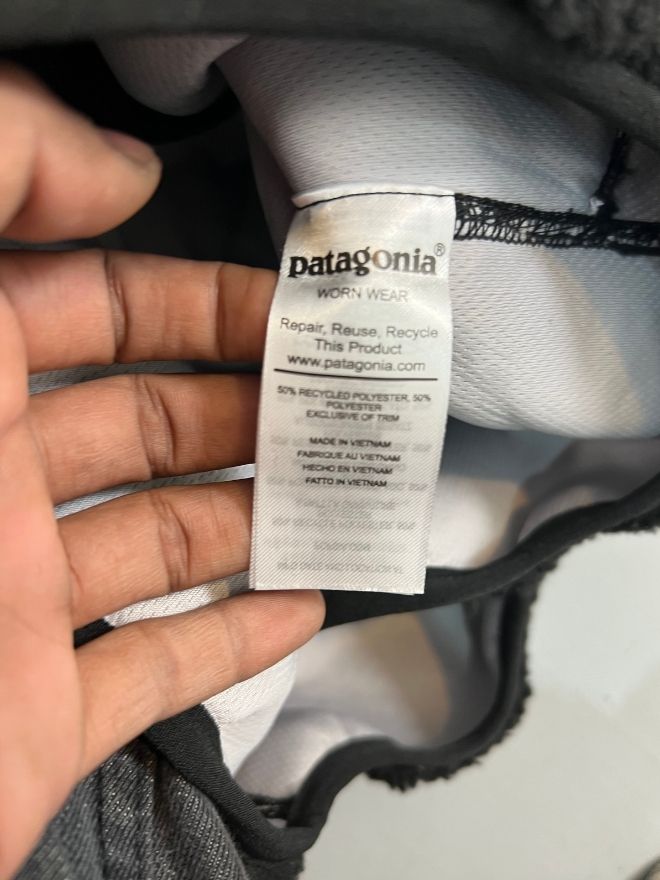 patagonia®
WORN WEAR
Repair, Reuse, Recycle
This Product
www.patagonia.com
50% RECYCLED POLYESTER, 50%
POLYESTER
EXCLUSIVE OF TRIM
MADE IN VIETNAM
FABRIQUE AU VIETNAM
HECHO EN VIETNAM
FATTO IN VIETNAM